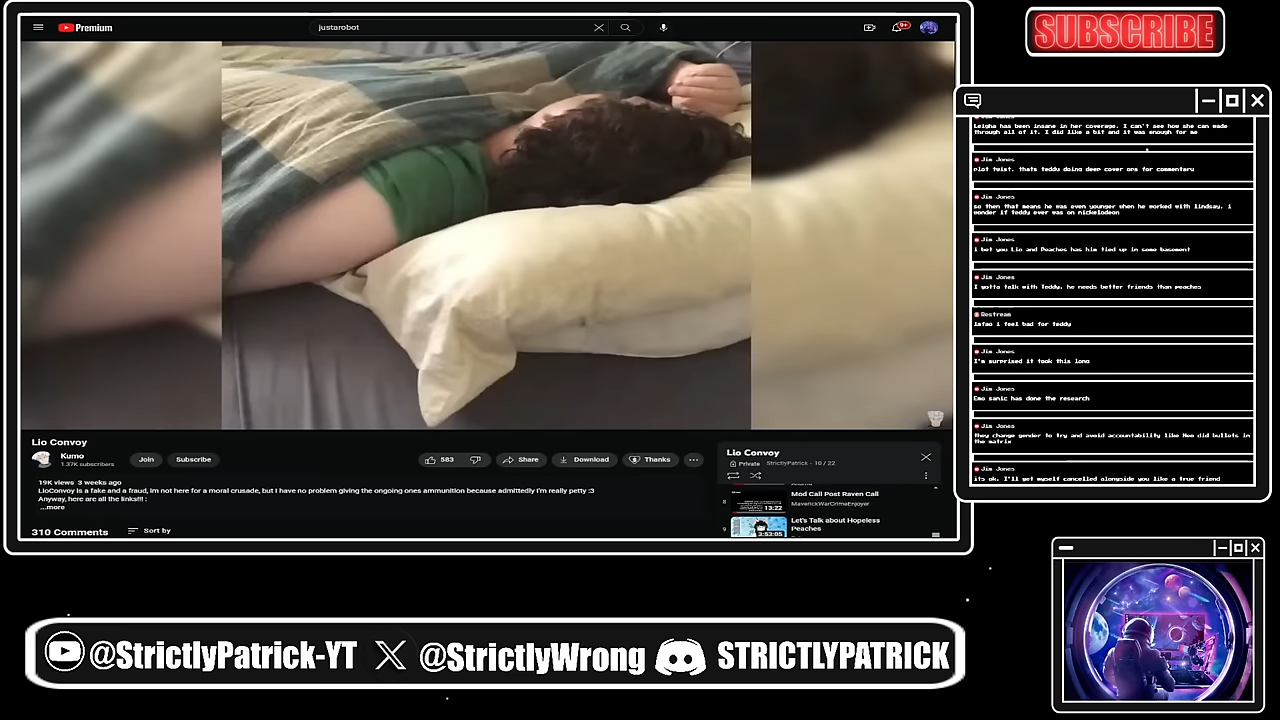 Premium
justarobot
9+
SUBSCRIBE
Leigha has been insane in her coverage. I can't see how she can wade
through all of it. I did like a bit and it was enough for me
Jim Jones
plot twist, thats teddy doing deep cover ops for commentary
Jim Jones
so then that means he was even younger when he worked with lindsay. i
wonder if teddy ever was on nickelodeon
Jim Jones
i bet you Lio and Peaches has him tied up in some basement
Jim Jones
I gotta talk with Teddy, he needs better friends than peaches
Restream
lmfao i feel bad for teddy
Jim Jones
I'm surprised it took this long
Jim Jones
Emo sanic has done the research
Jim Jones
they change gender to try and avoid accountability like Neo did bullets in
the matrix
Jim Jones
its ok, I'll get myself cancelled alongside you like a true friend
Lio Convoy
Kumo
1.37K subscribers
Join
Subscribe
583
Share
Download
Thanks
19K views 3 weeks ago
LioConvoy is a fake and a fraud, im not here for a moral crusade, but I have no problem giving the ongoing ones ammunition because admittedly I'm really petty :3
Anyway, here are all the links!!! :
...more
310 Comments
Sort by
Lio Convoy
Private
StrictlyPatrick - 10 / 22
8
13:22
Mod Call Post Raven Call
MaverickWarCrimeEnjoyer
9
3:53:05
Let's Talk about Hopeless
Peaches
@StrictlyPatrick-YT
@StrictlyWrong
STRICTLYPATRICK